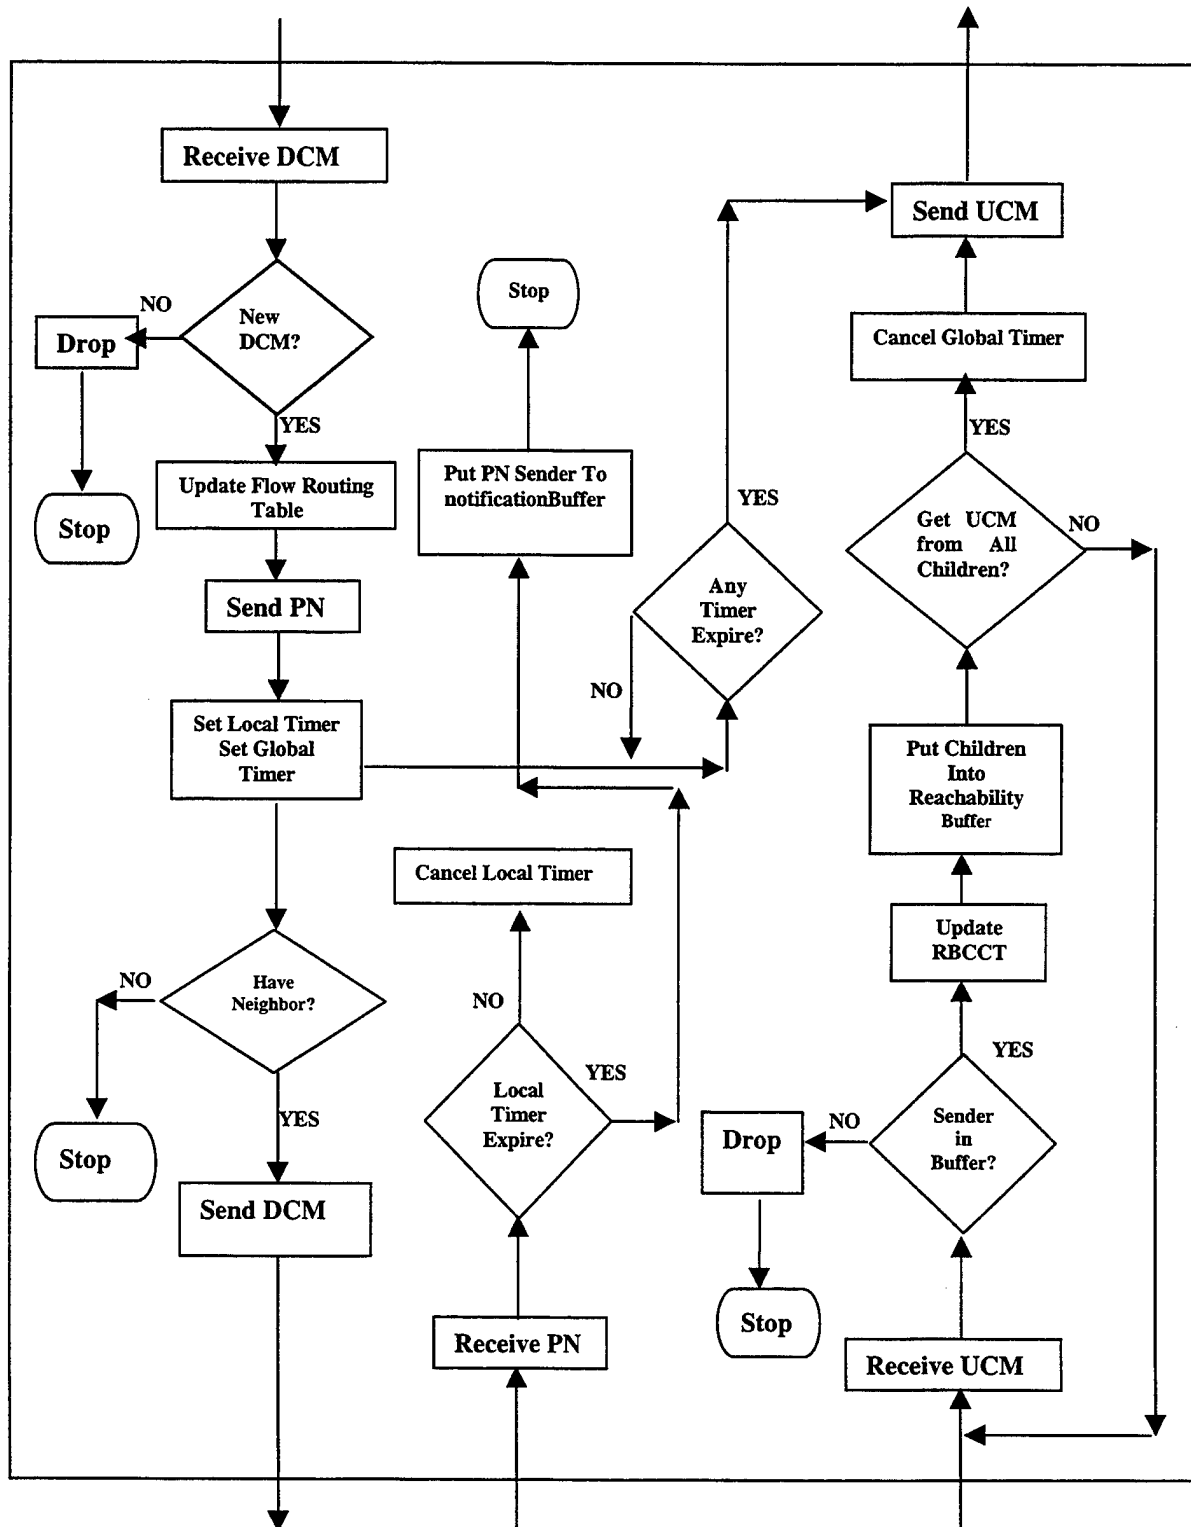 Receive DCM
New
DCM?
NO
Drop
Stop
YES
Update Flow Routing
Table
Send PN
Set Local Timer
Set Global
Timer
Have
Neighbor?
NO
Stop
YES
Send DCM
Stop
Put PN Sender To
notificationBuffer
Cancel Local Timer
NO
Local
Timer
Expire?
YES
Receive PN
YES
Any
Timer
Expire?
NO
Send UCM
Cancel Global Timer
YES
Get UCM
from All
Children?
NO
Put Children
Into
Reachability
Buffer
Update
RBCCT
YES
Sender
in
Buffer?
NO
Drop
Stop
Receive UCM